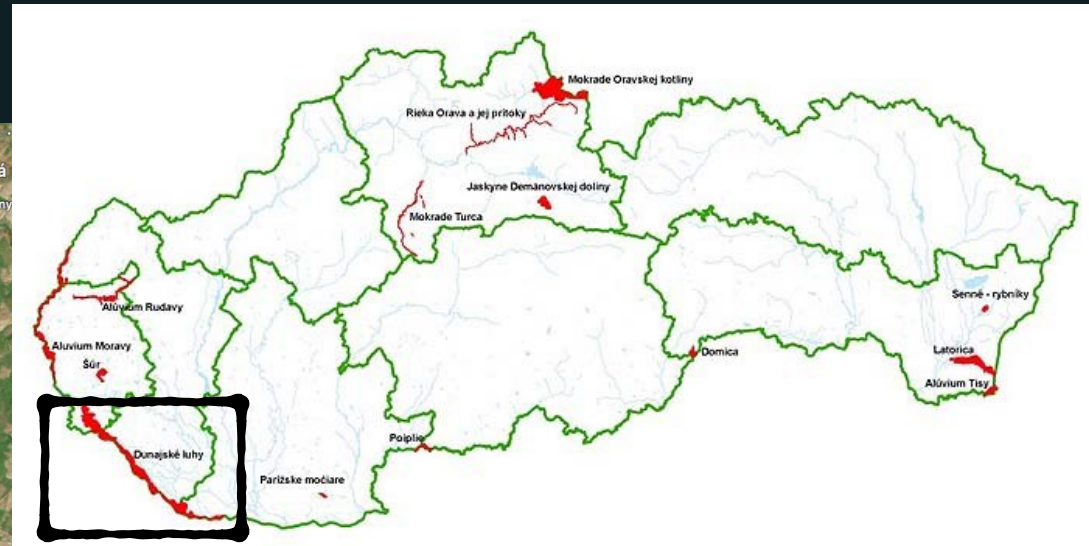 Mokrade Oravskej kotliny
Rieka Orava a jej prítoky
Jaskyne Demänovskej doliny
Mokrade Turca
Senné - rybníky
Alúvium Rudavy
Aluvium Moravy
Šúr
Domica
Latorica
Alúvium Tisy
Dunajské luhy
Poiplie
Parížske močiare